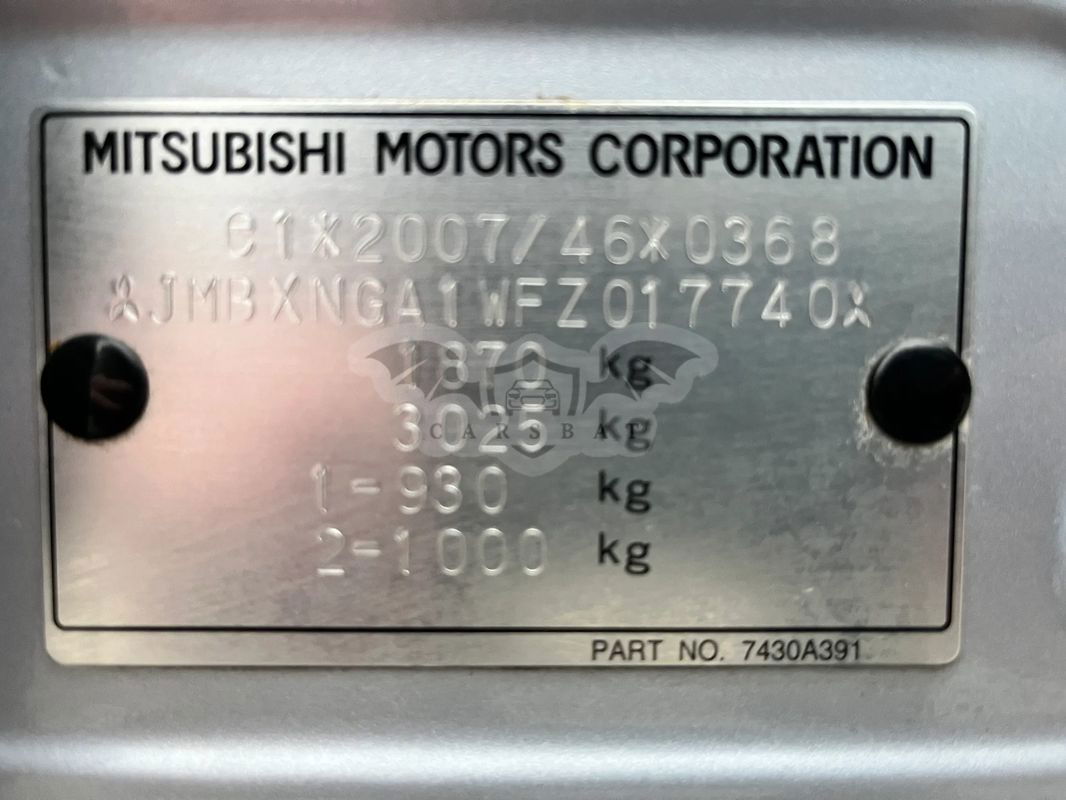 MITSUBISHI MOTORS CORPORATION
e1*2007/46*0368
*JMBXNGA1WFZ017740*
1870 kg
3025 kg
CARSBAT
1-930 kg
2-1000 kg
PART NO. 7430A391